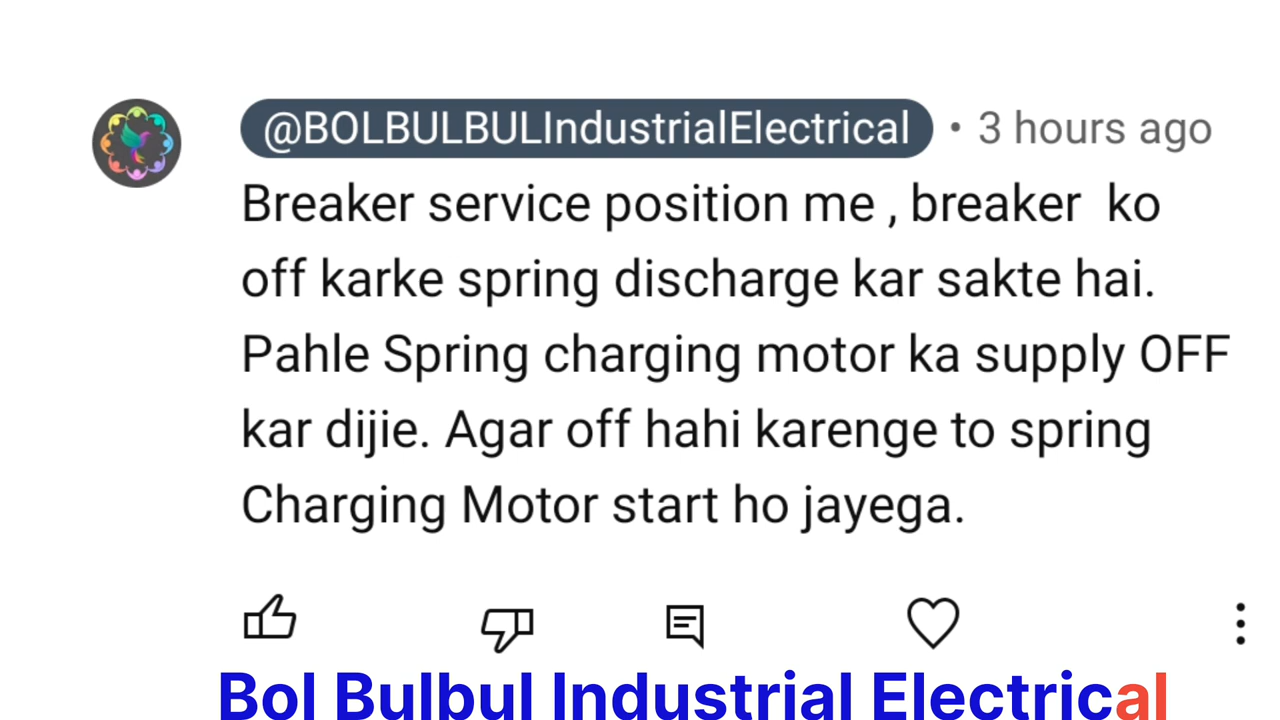 @BOLBULBULIndustrialElectrical • 3 hours ago
Breaker service position me , breaker ko
off karke spring discharge kar sakte hai.
Pahle Spring charging motor ka supply OFF
kar dijie. Agar off hahi karenge to spring
Charging Motor start ho jayega.
Bol Bulbul Industrial Electrical